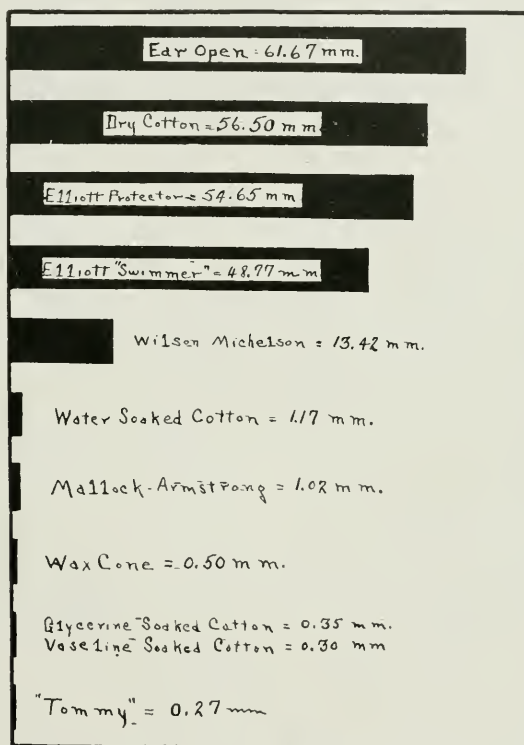 Ear Open = 61.67 mm.
Dry Cotton = 56.50 mm.
Elliott Protector = 54.65 mm
Elliott "Swimmer" = 48.77 mm
Wilsen Michelson = 13.42 mm.
Water Soaked Cotton = 1.17 mm.
Mallock-Armstrong = 1.02 mm.
Wax Cone = 0.50 mm.
Glycerine-Soaked Cotton = 0.35 mm.
Vaseline-Soaked Cotton = 0.30 mm
"Tommy" = 0.27 mm